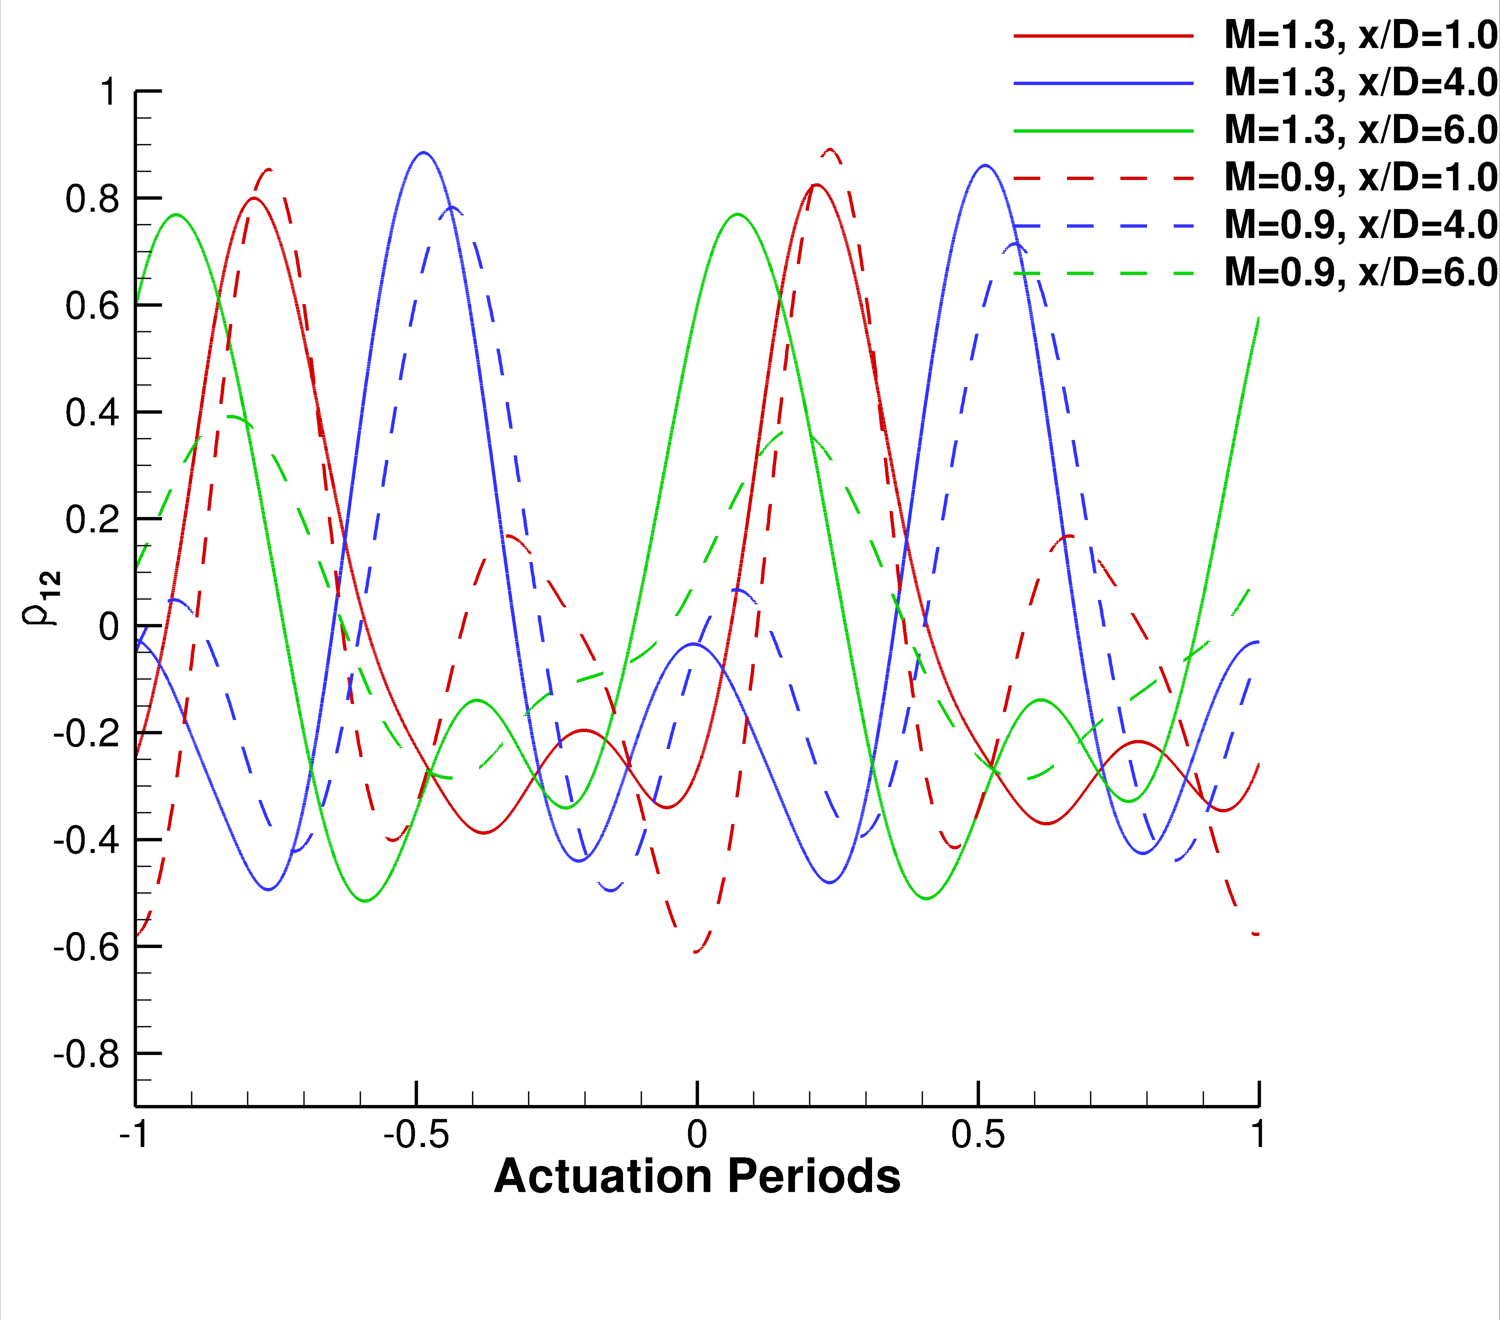 M=1.3, x/D=1.0
M=1.3, x/D=4.0
M=1.3, x/D=6.0
M=0.9, x/D=1.0
M=0.9, x/D=4.0
M=0.9, x/D=6.0
1
0.8
0.6
0.4
0.2
0
-0.2
-0.4
-0.6
-0.8
ρ12
-1
-0.5
0
0.5
1
Actuation Periods